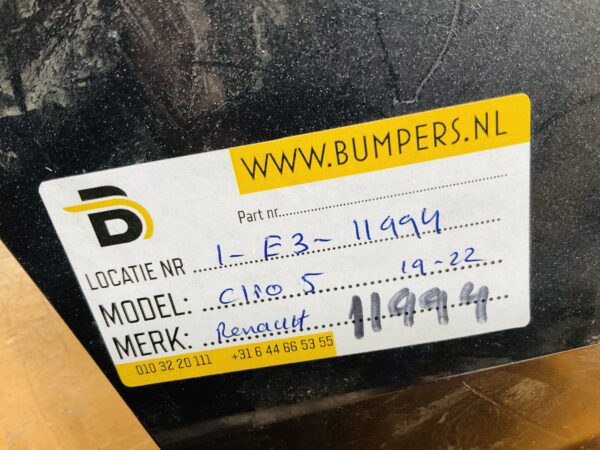 WWW.BUMPERS.NL
B
Part nr.
LOCATIE NR 1-E3-11994
MODEL: Clio 5 19-22
MERK: Renault 11994
010 32 20 111 +31 6 44 66 53 55